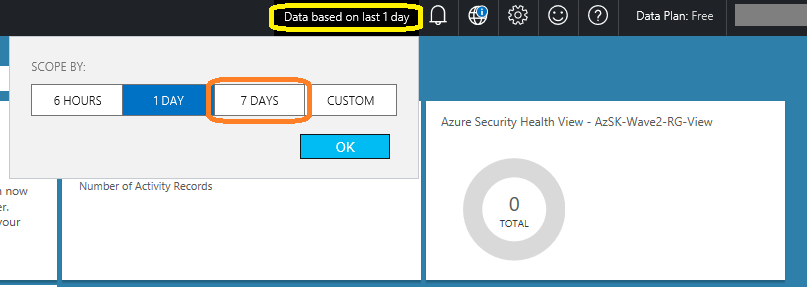 Data based on last 1 day
Data Plan: Free
SCOPE BY:
6 HOURS
1 DAY
7 DAYS
CUSTOM
OK
now
er.
your
Number of Activity Records
Azure Security Health View - AzSK-Wave2-RG-View
0
TOTAL